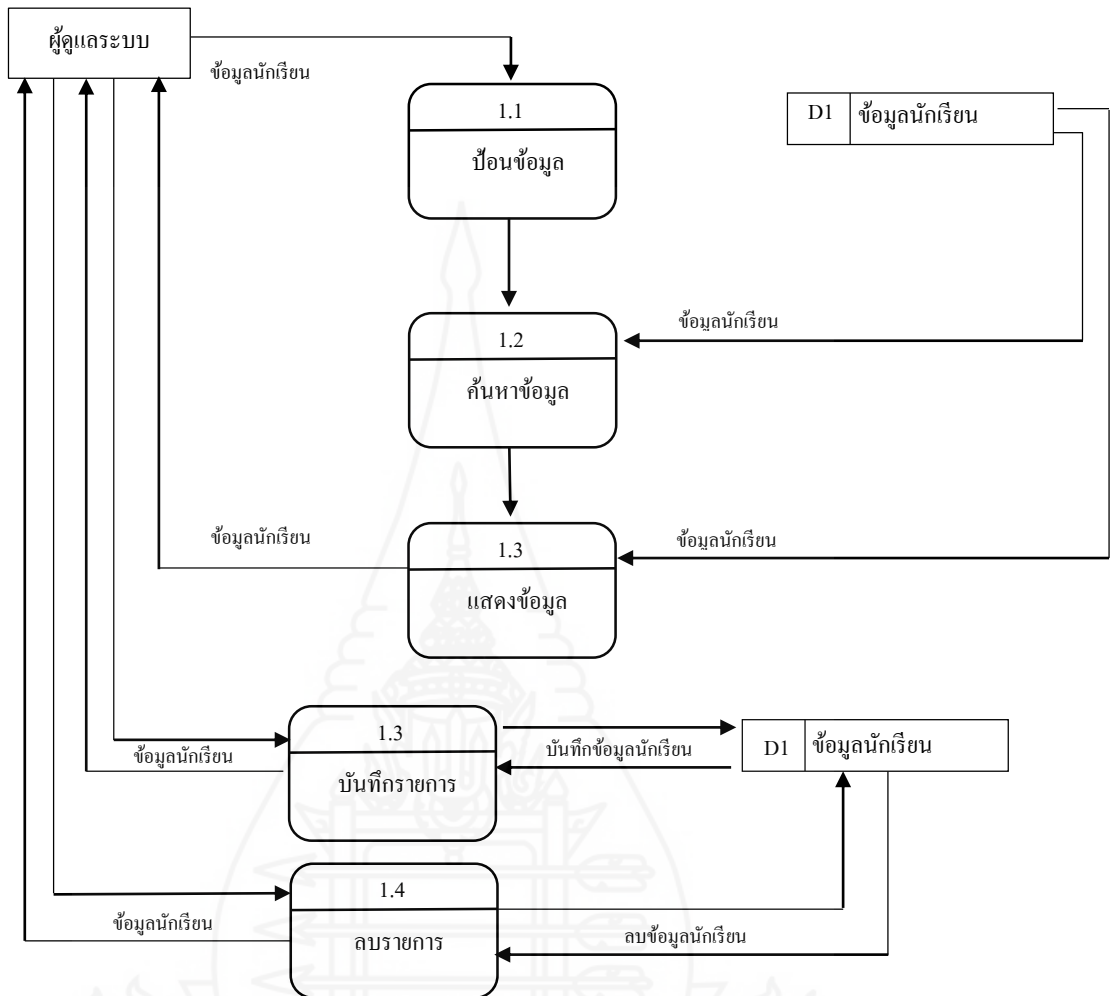 ผู้ดูแลระบบ
ข้อมูลนักเรียน
1.1
ป้อนข้อมูล
D1 ข้อมูลนักเรียน
1.2
ค้นหาข้อมูล
ข้อมูลนักเรียน
ข้อมูลนักเรียน
1.3
แสดงข้อมูล
ข้อมูลนักเรียน
1.3
บันทึกรายการ
ข้อมูลนักเรียน
บันทึกข้อมูลนักเรียน
D1 ข้อมูลนักเรียน
1.4
ลบรายการ
ข้อมูลนักเรียน
ลบข้อมูลนักเรียน